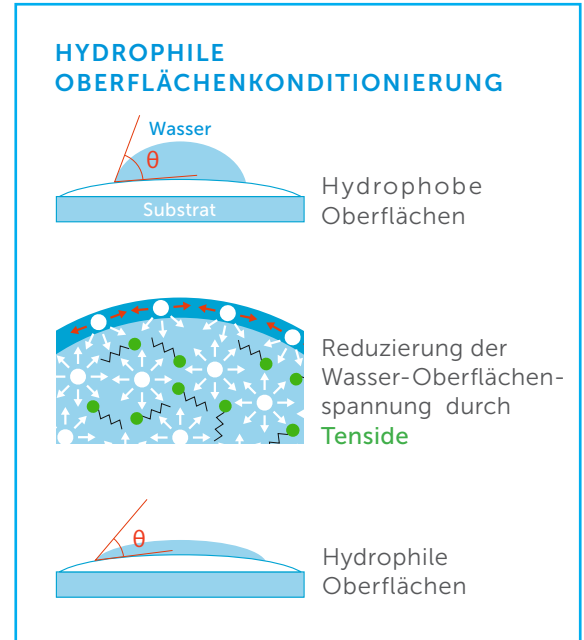 HYDROPHILE
OBERFLÄCHENKONDITIONIERUNG
Wasser
θ
Substrat
Hydrophobe
Oberflächen
Reduzierung der
Wasser-Oberflächen-
spannung durch
Tenside
θ
Hydrophile
Oberflächen